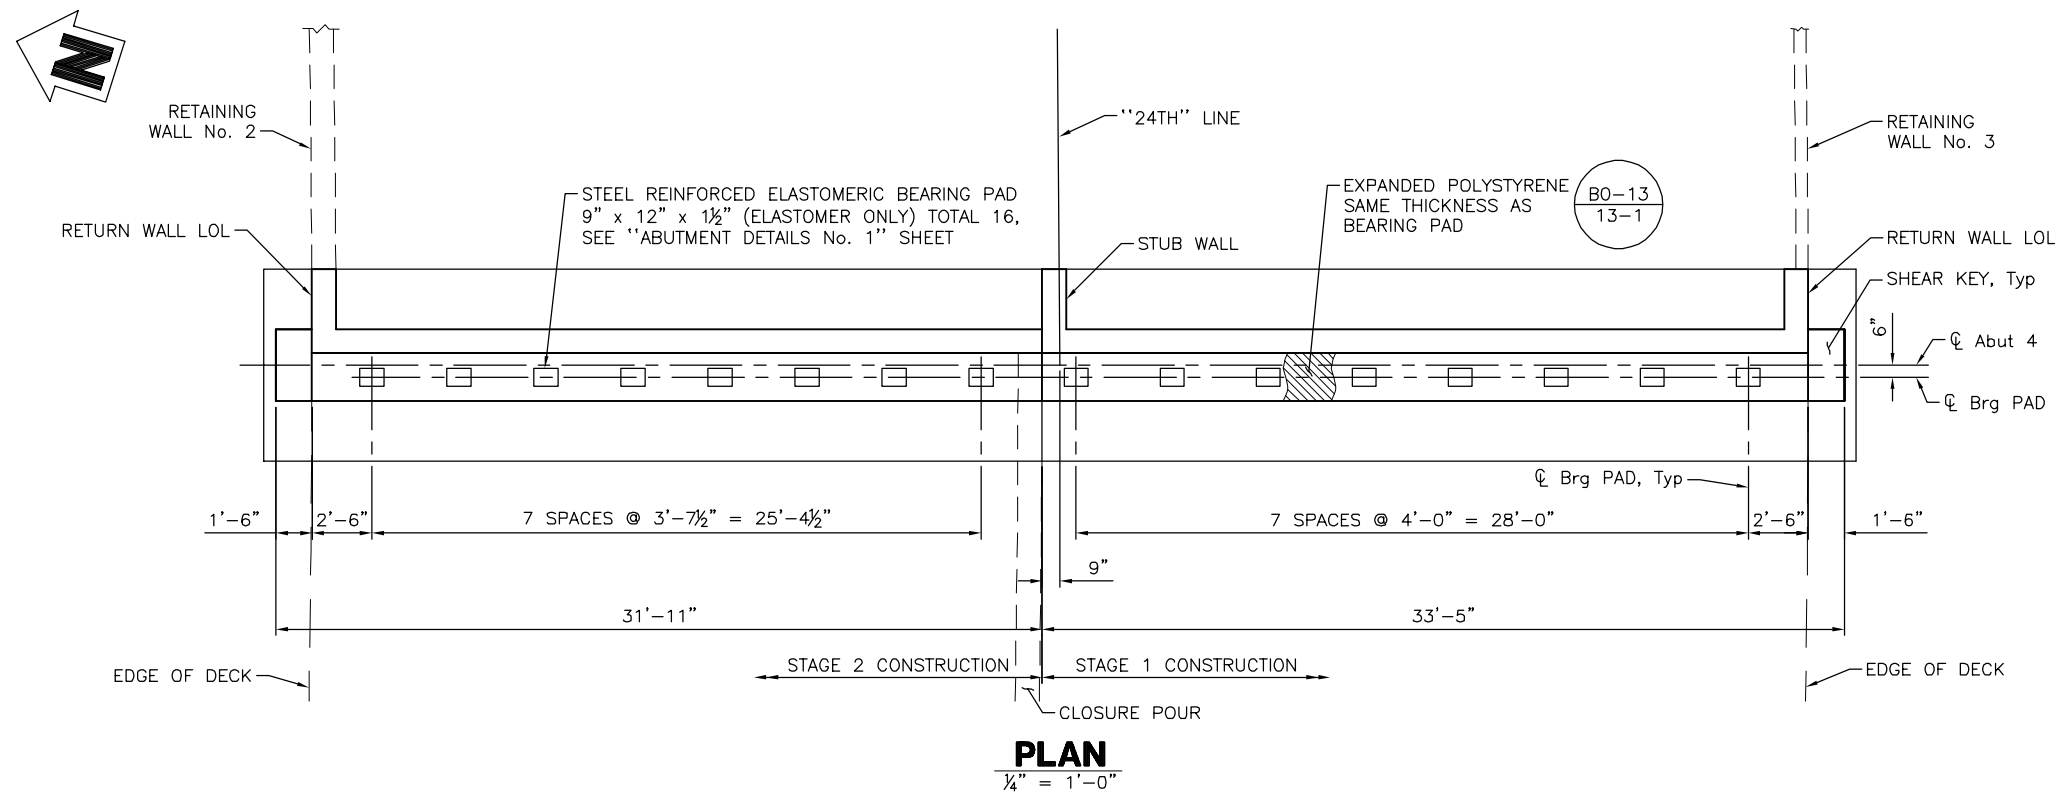 N
RETAINING
WALL No. 2
"24TH" LINE
RETAINING
WALL No. 3
STEEL REINFORCED ELASTOMERIC BEARING PAD
9" x 12" x 1½" (ELASTOMER ONLY) TOTAL 16,
SEE "ABUTMENT DETAILS No. 1" SHEET
EXPANDED POLYSTYRENE
SAME THICKNESS AS
BEARING PAD
B0-13
13-1
RETURN WALL LOL
STUB WALL
RETURN WALL LOL
SHEAR KEY, Typ
6"
℄ Abut 4
℄ Brg PAD
℄ Brg PAD, Typ
1'-6"
2'-6"
7 SPACES @ 3'-7½" = 25'-4½"
7 SPACES @ 4'-0" = 28'-0"
2'-6"
1'-6"
9"
31'-11"
33'-5"
STAGE 2 CONSTRUCTION
STAGE 1 CONSTRUCTION
EDGE OF DECK
EDGE OF DECK
CLOSURE POUR
PLAN
¼" = 1'-0"